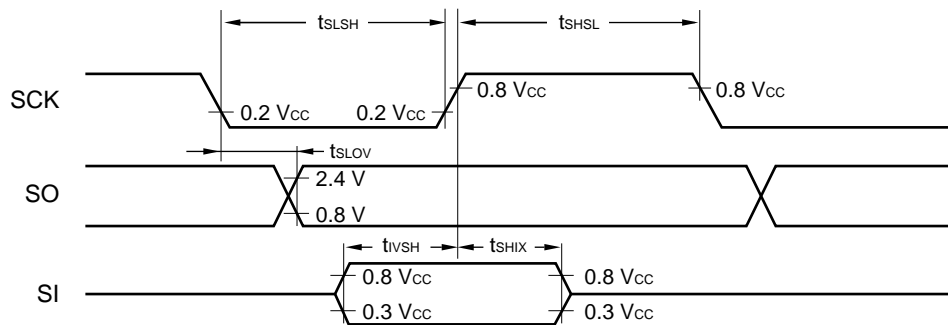 tSLSH tSHSL
SCK 0.2 VCC 0.2 VCC 0.8 VCC 0.8 VCC
tSLOV
SO 2.4 V
0.8 V
tIVSH tSHIX
0.8 VCC 0.8 VCC
SI
0.3 VCC 0.3 VCC